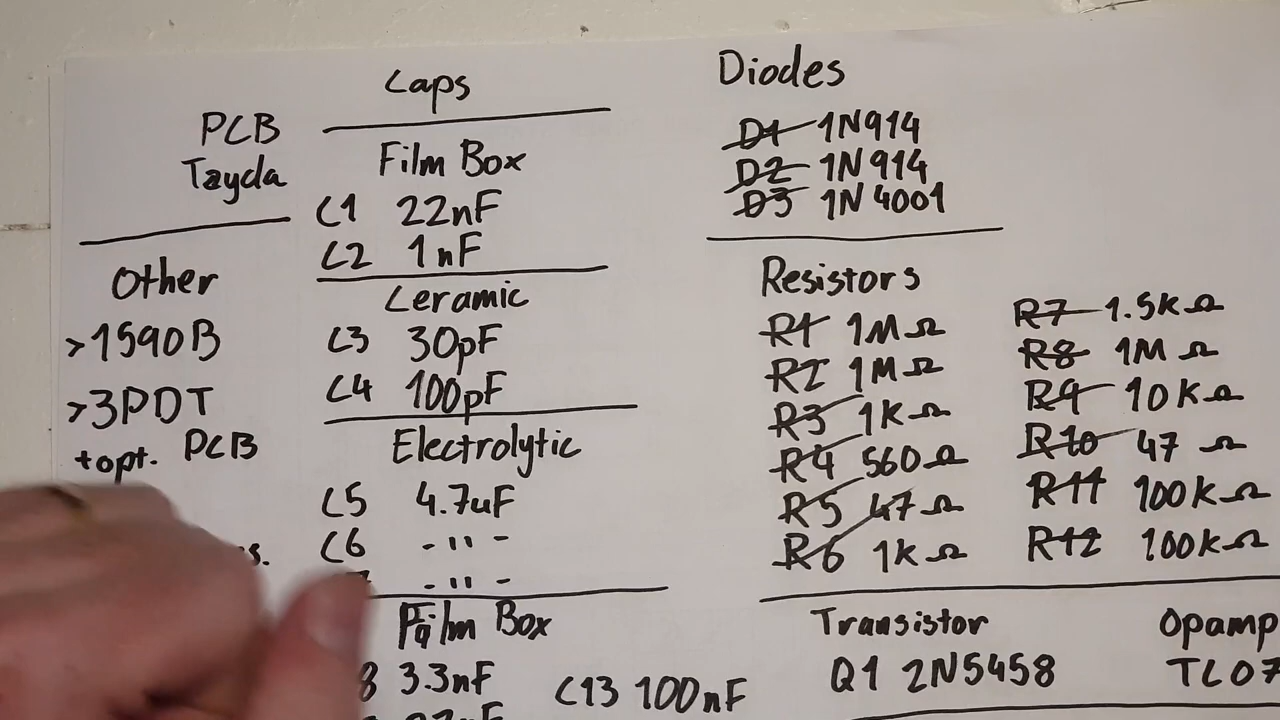 PCB
Tayda
Other
>1590B
>3PDT
+opt. PCB
s.
Caps
Film Box
C1 22nF
C2 1nF
Ceramic
C3 30pF
C4 100pF
Electrolytic
C5 4.7uF
C6 -"-
-"-
Film Box
8 3.3nF
C13 100nF
Diodes
D1 1N914
D2 1N914
D3 1N4001
Resistors
R1 1MΩ
R2 1MΩ
R3 1KΩ
R4 560Ω
R5 47Ω
R6 1KΩ
R7 1.5KΩ
R8 1MΩ
R9 10KΩ
R10 47Ω
R11 100KΩ
R12 100KΩ
Transistor
Q1 2N5458
Opamp
TL07